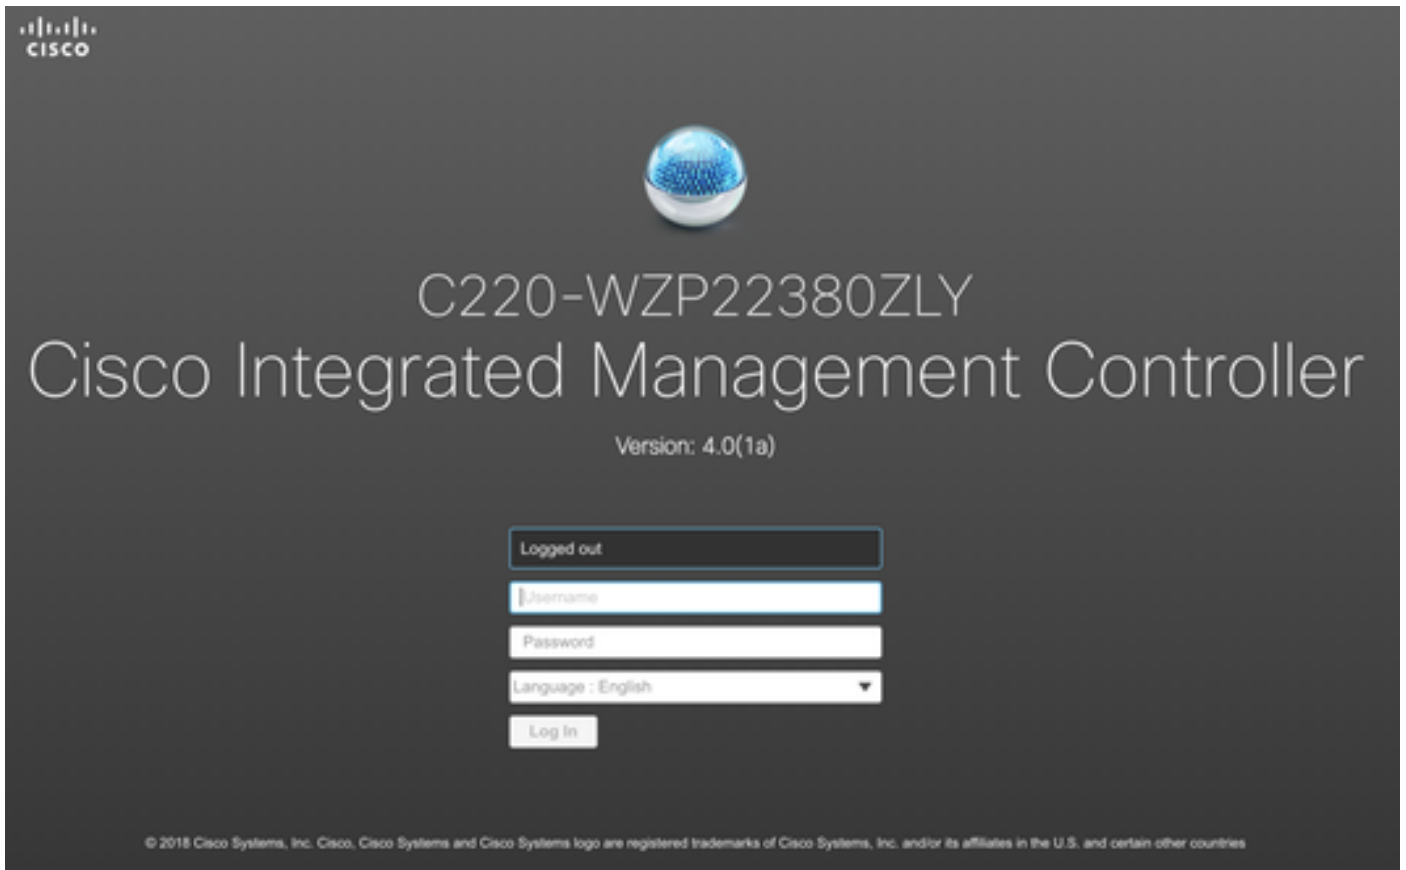 CISCO
C220-WZP22380ZLY
Cisco Integrated Management Controller
Version: 4.0(1a)
Logged out
Username
Password
Language : English
Log In
© 2018 Cisco Systems, Inc. Cisco, Cisco Systems and Cisco Systems logo are registered trademarks of Cisco Systems, Inc. and/or its affiliates in the U.S. and certain other countries